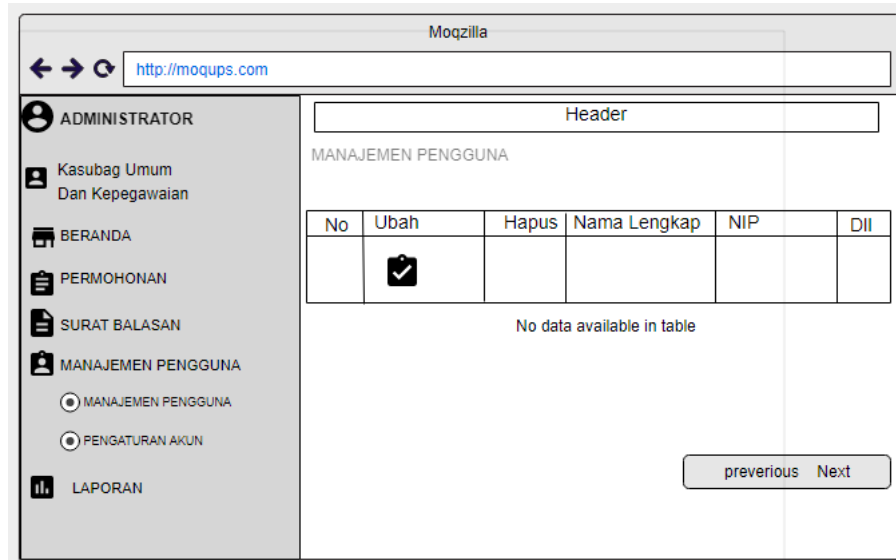 Moqzilla
http://moqups.com
ADMINISTRATOR
Kasubag Umum
Dan Kepegawaian
BERANDA
PERMOHONAN
SURAT BALASAN
MANAJEMEN PENGGUNA
MANAJEMEN PENGGUNA
PENGATURAN AKUN
LAPORAN
Header
MANAJEMEN PENGGUNA
No Ubah Hapus Nama Lengkap NIP Dll
No data available in table
preverious Next